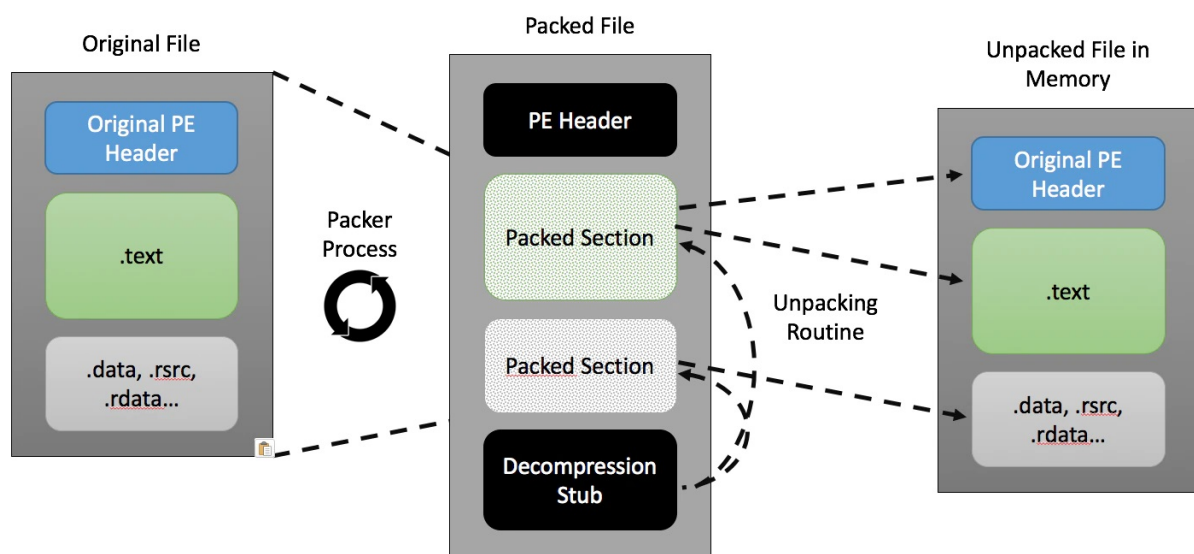 Original File
Original PE
Header
.text
.data, .rsrc,
.rdata...
Packer
Process
Packed File
PE Header
Packed Section
Packed Section
Decompression
Stub
Unpacking
Routine
Unpacked File in
Memory
Original PE
Header
.text
.data, .rsrc,
.rdata...